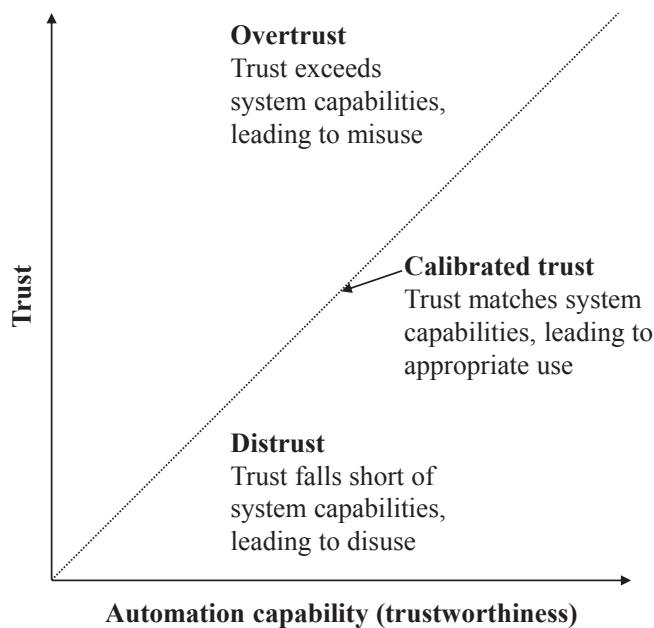 Overtrust
Trust exceeds
system capabilities,
leading to misuse
Trust
Calibrated trust
Trust matches system
capabilities, leading to
appropriate use
Distrust
Trust falls short of
system capabilities,
leading to disuse
Automation capability (trustworthiness)